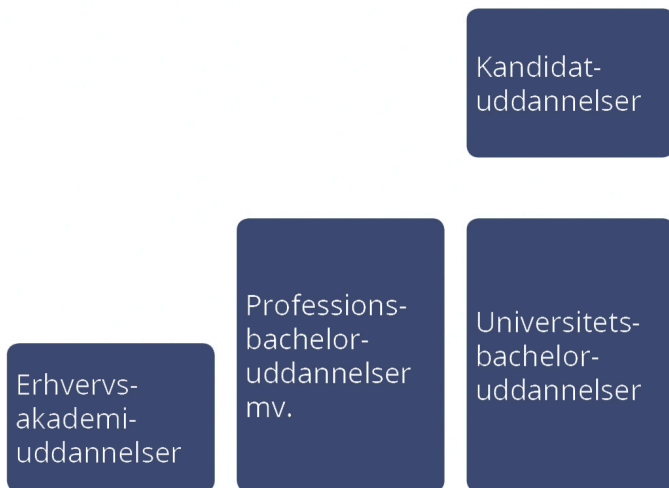 Kandidat-
uddannelser
Professions-
bachelor-
uddannelser
mv.
Universitets-
bachelor-
uddannelser
Erhvervs-
akademi-
uddannelser